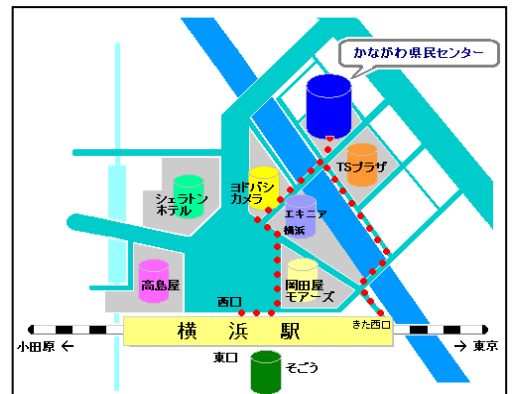 かながわ県民センター
TSプラザ
ヨドバシ
カメラ
シェラトン
ホテル
エキニア
横浜
高島屋
岡田屋
モアーズ
西口
きた西口
横浜駅
小田原 ←
→ 東京
東口
そごう